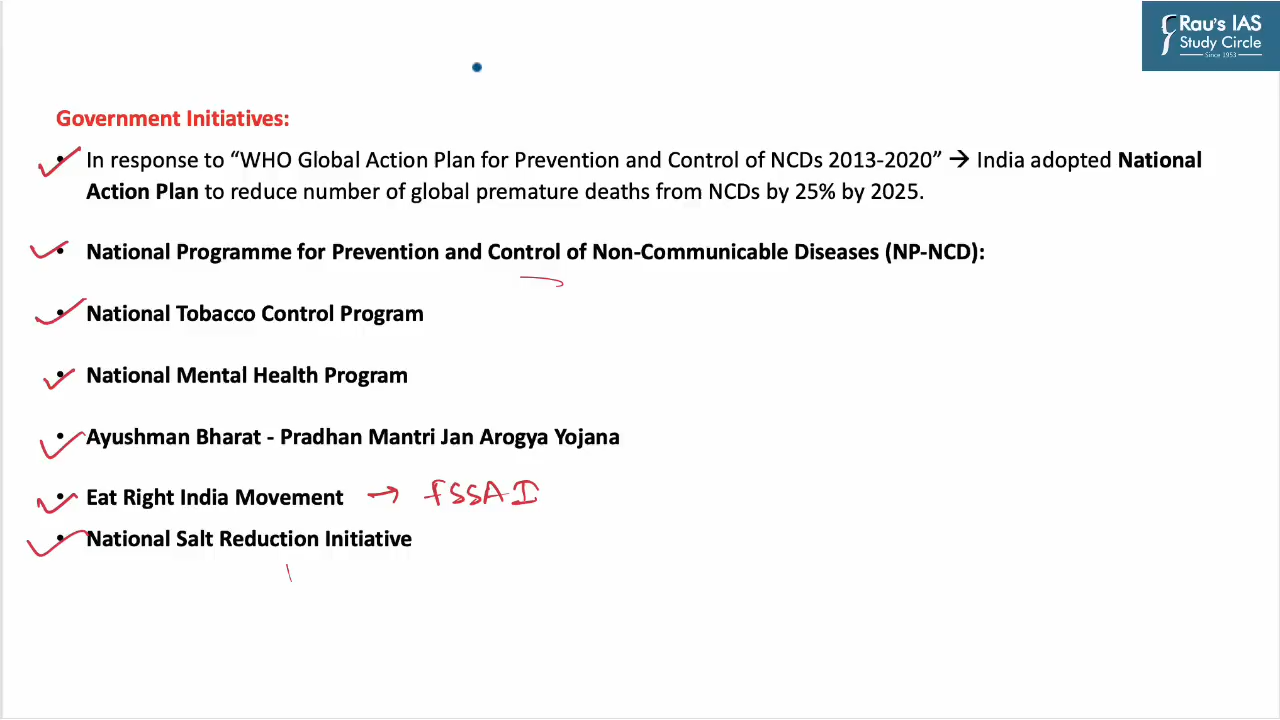 Rau's IAS
Study Circle
Since 1953
Government Initiatives:
• In response to “WHO Global Action Plan for Prevention and Control of NCDs 2013-2020” → India adopted National
Action Plan to reduce number of global premature deaths from NCDs by 25% by 2025.
• National Programme for Prevention and Control of Non-Communicable Diseases (NP-NCD):
• National Tobacco Control Program
• National Mental Health Program
• Ayushman Bharat - Pradhan Mantri Jan Arogya Yojana
• Eat Right India Movement → FSSAI
• National Salt Reduction Initiative